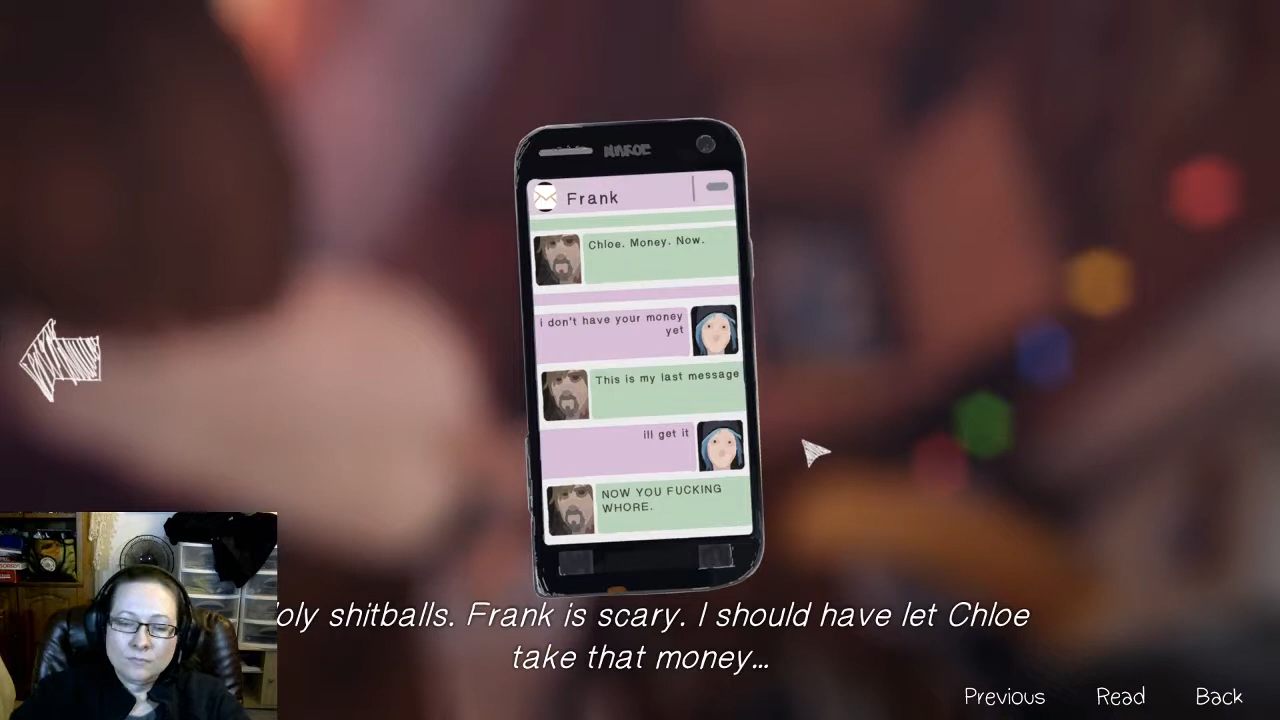 Frank
Chloe. Money. Now.
i don't have your money
yet
This is my last message
ill get it
NOW YOU FUCKING
WHORE.
oly shitballs. Frank is scary. I should have let Chloe
take that money...
Previous
Read
Back